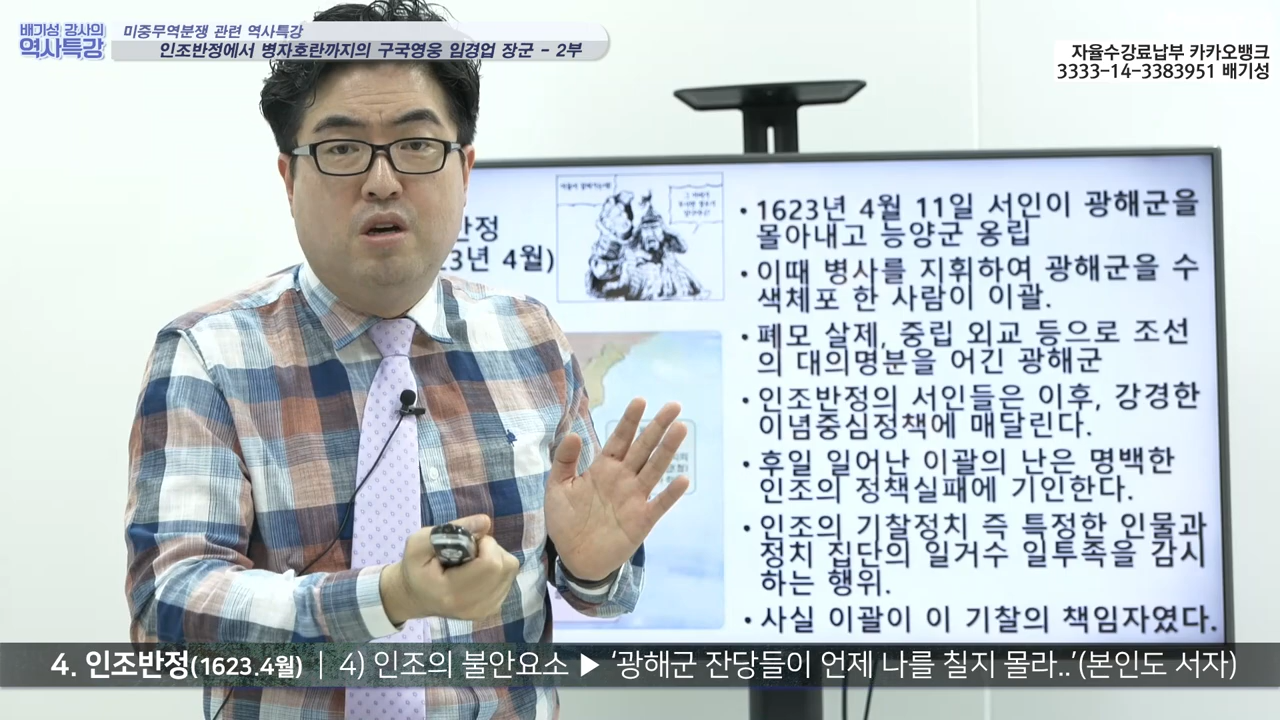 배기성 강사의
역사특강
미중무역분쟁 관련 역사특강
인조반정에서 병자호란까지의 구국영웅 임경업 장군 - 2부
자율수강료납부 카카오뱅크
3333-14-3383951 배기성
반정
23년 4월)
• 1623년 4월 11일 서인이 광해군을
몰아내고 능양군 옹립
• 이때 병사를 지휘하여 광해군을 수
색체포 한 사람이 이괄.
• 폐모 살제, 중립 외교 등으로 조선
의 대의명분을 어긴 광해군
• 인조반정의 서인들은 이후, 강경한
이념중심정책에 매달린다.
• 후일 일어난 이괄의 난은 명백한
인조의 정책실패에 기인한다.
• 인조의 기찰정치 즉 특정한 인물과
정치 집단의 일거수 일투족을 감시
하는 행위.
• 사실 이괄이 이 기찰의 책임자였다.
4. 인조반정(1623.4월) | 4) 인조의 불안요소 ▶ ‘광해군 잔당들이 언제 나를 칠지 몰라..’(본인도 서자)